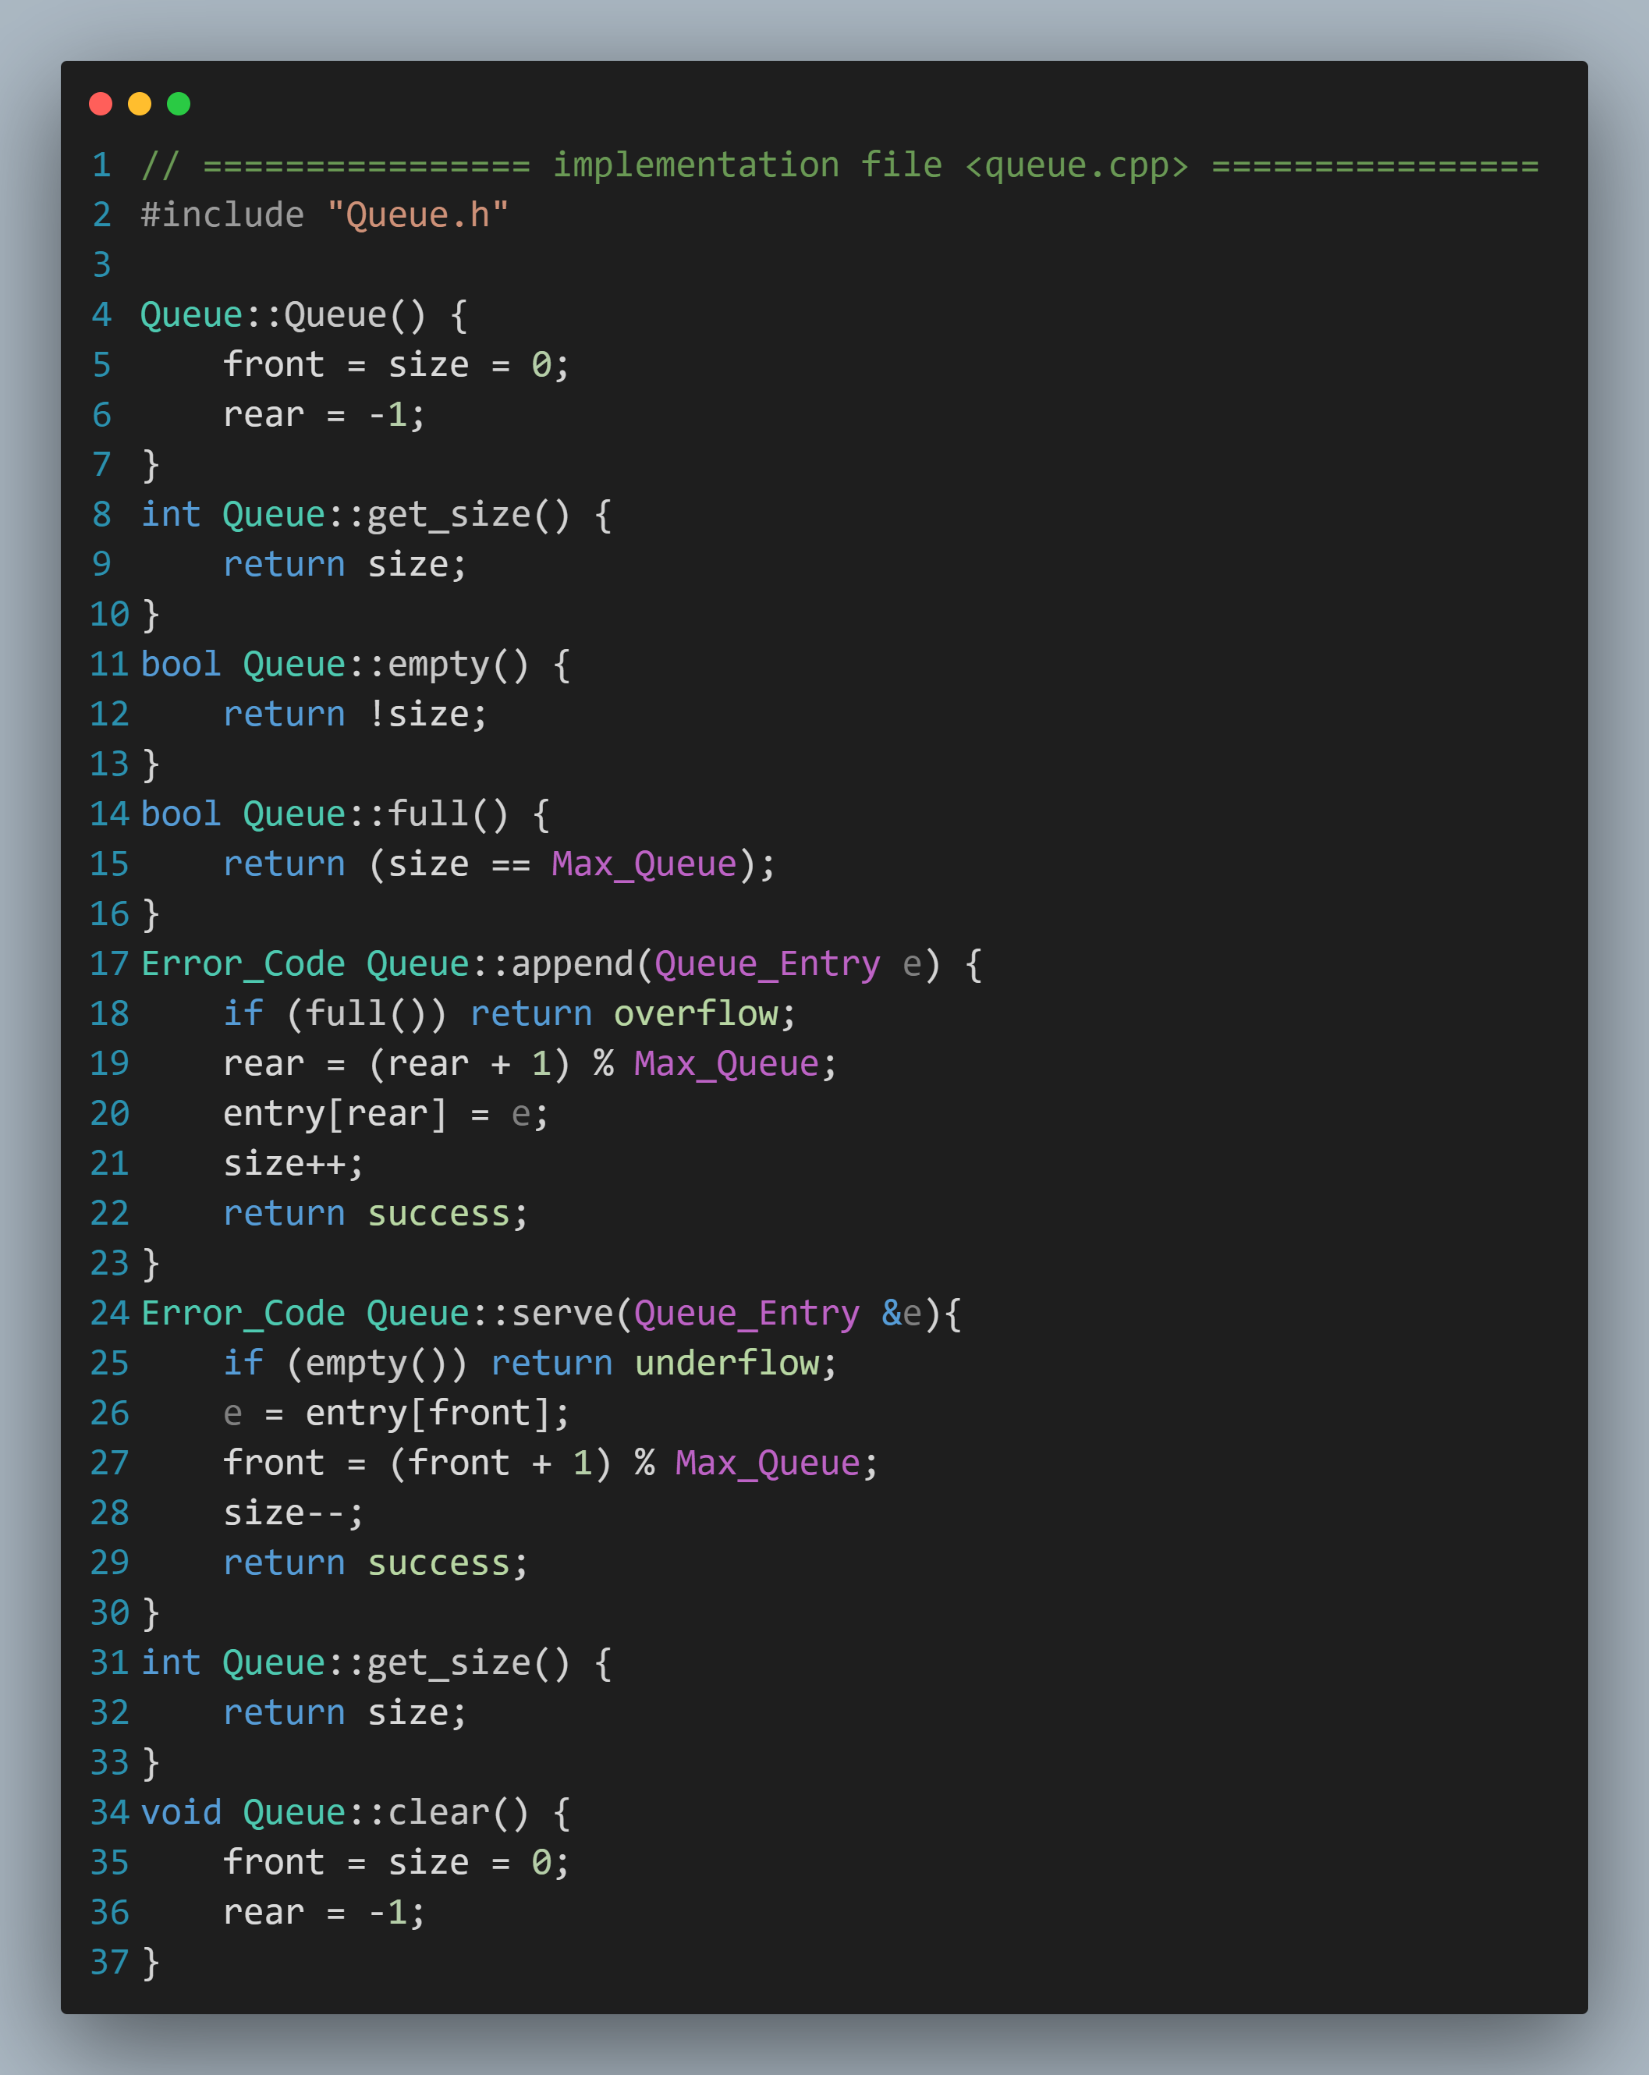 1 // ================ implementation file <queue.cpp> ================
2 #include "Queue.h"
3
4 Queue::Queue() {
5     front = size = 0;
6     rear = -1;
7 }
8 int Queue::get_size() {
9     return size;
10 }
11 bool Queue::empty() {
12     return !size;
13 }
14 bool Queue::full() {
15     return (size == Max_Queue);
16 }
17 Error_Code Queue::append(Queue_Entry e) {
18     if (full()) return overflow;
19     rear = (rear + 1) % Max_Queue;
20     entry[rear] = e;
21     size++;
22     return success;
23 }
24 Error_Code Queue::serve(Queue_Entry &e){
25     if (empty()) return underflow;
26     e = entry[front];
27     front = (front + 1) % Max_Queue;
28     size--;
29     return success;
30 }
31 int Queue::get_size() {
32     return size;
33 }
34 void Queue::clear() {
35     front = size = 0;
36     rear = -1;
37 }